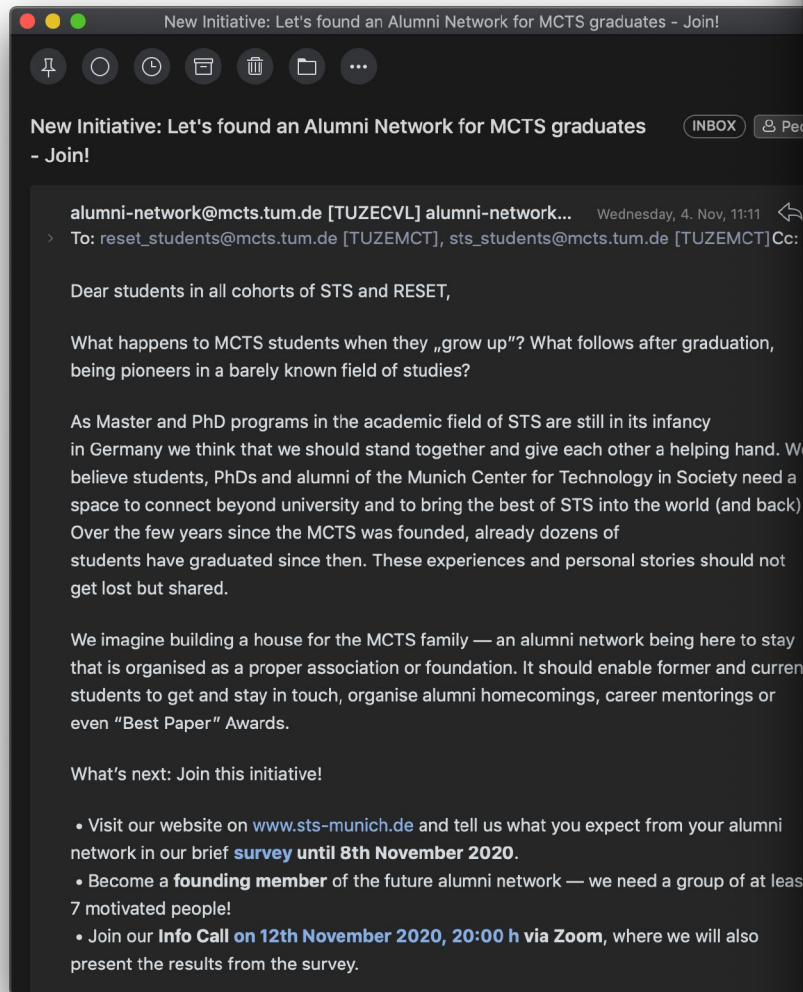 New Initiative: Let's found an Alumni Network for MCTS graduates - Join!
New Initiative: Let's found an Alumni Network for MCTS graduates
- Join!
INBOX
alumni-network@mcts.tum.de [TUZECVL] alumni-network...
Wednesday, 4. Nov, 11:11
To: reset_students@mcts.tum.de [TUZEMCT], sts_students@mcts.tum.de [TUZEMCT]Cc:
Dear students in all cohorts of STS and RESET,
What happens to MCTS students when they „grow up”? What follows after graduation,
being pioneers in a barely known field of studies?
As Master and PhD programs in the academic field of STS are still in its infancy
in Germany we think that we should stand together and give each other a helping hand.
believe students, PhDs and alumni of the Munich Center for Technology in Society need a
space to connect beyond university and to bring the best of STS into the world (and back)
Over the few years since the MCTS was founded, already dozens of
students have graduated since then. These experiences and personal stories should not
get lost but shared.
We imagine building a house for the MCTS family — an alumni network being here to stay
that is organised as a proper association or foundation. It should enable former and
students to get and stay in touch, organise alumni homecomings, career mentorings or
even “Best Paper” Awards.
What's next: Join this initiative!
• Visit our website on www.sts-munich.de and tell us what you expect from your alumni
network in our brief survey until 8th November 2020.
• Become a founding member of the future alumni network — we need a group of at
7 motivated people!
• Join our Info Call on 12th November 2020, 20:00 h via Zoom, where we will also
present the results from the survey.